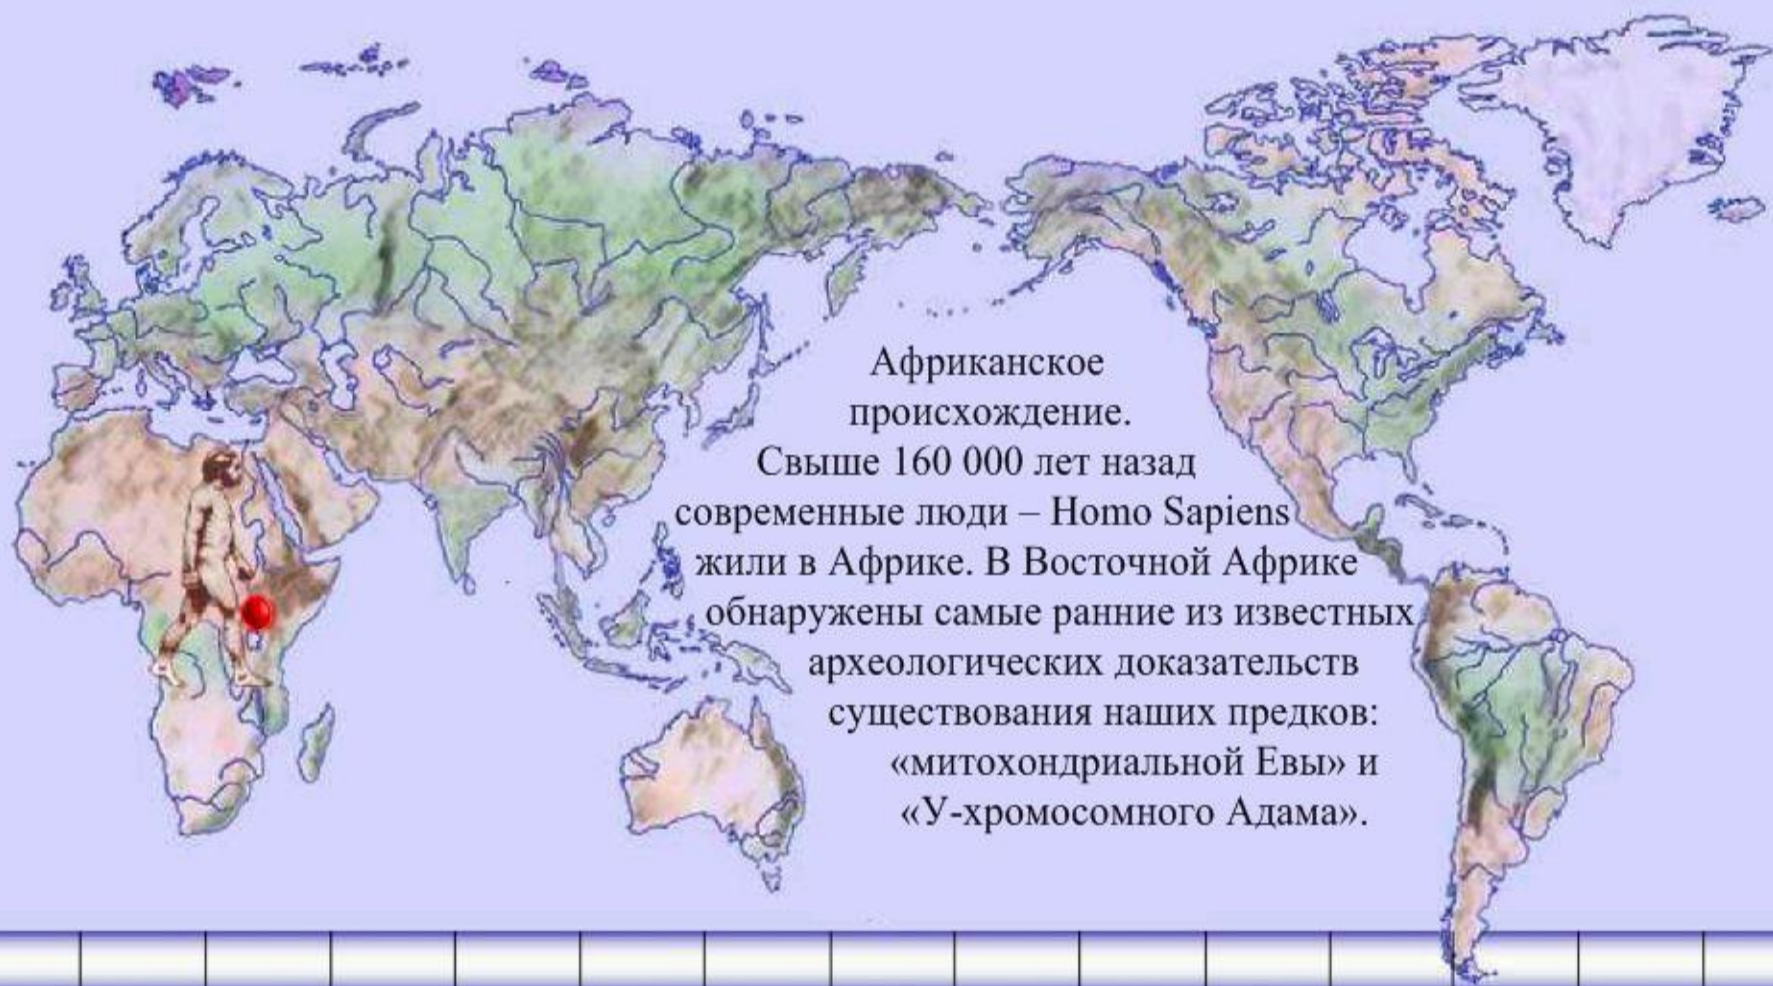 Африканское
происхождение.
Свыше 160 000 лет назад
современные люди – Homo Sapiens
жили в Африке. В Восточной Африке
обнаружены самые ранние из известных
археологических доказательств
существования наших предков:
«митохондриальной Евы» и
«У-хромосомного Адама».